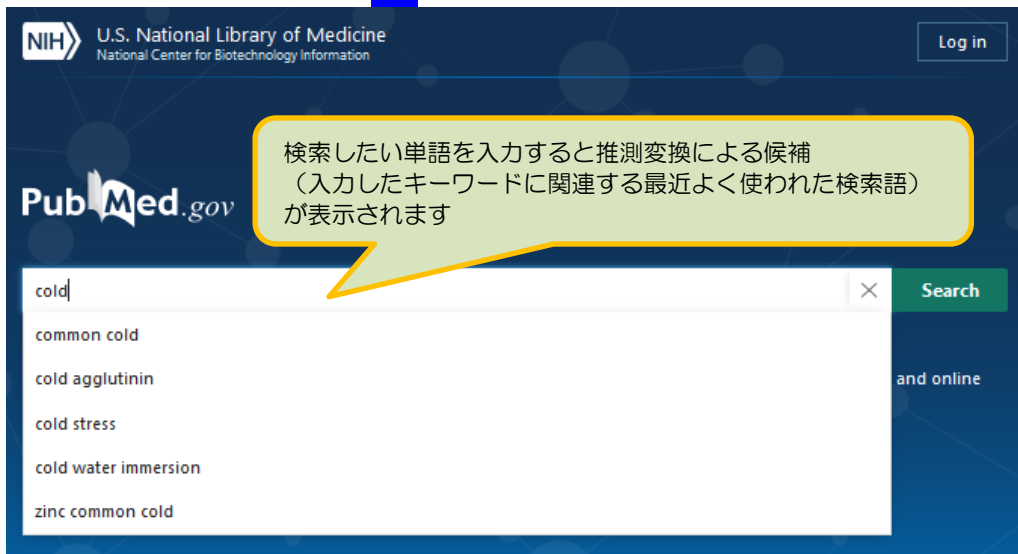 NIH U.S. National Library of Medicine
National Center for Biotechnology Information
Log in
検索したい単語を入力すると推測変換による候補
(入力したキーワードに関連する最近よく使われた検索語)
が表示されます
PubMed.gov
cold
Search
common cold
cold agglutinin
and online
cold stress
cold water immersion
zinc common cold